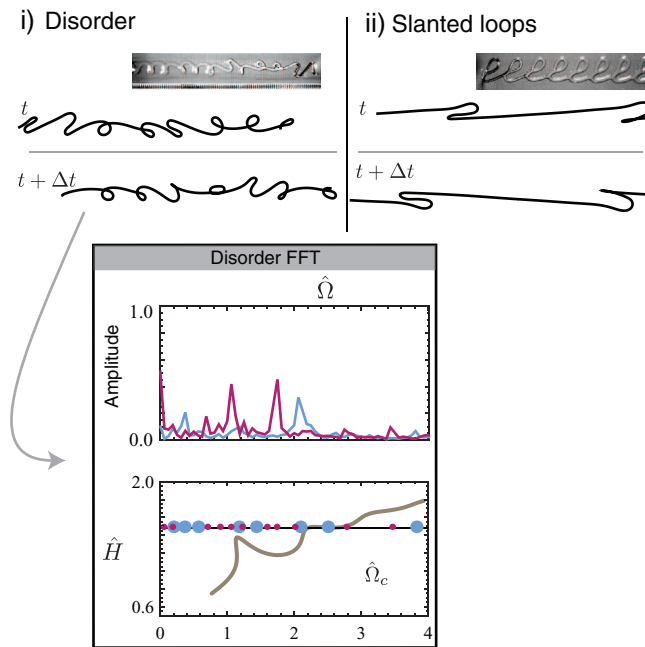 i) Disorder
ii) Slanted loops
t
t
t + Δt
t + Δt
Disorder FFT
Ω̂
1.0
Amplitude
0.0
2.0
Ĥ
Ω̂c
0.6
0 1 2 3 4